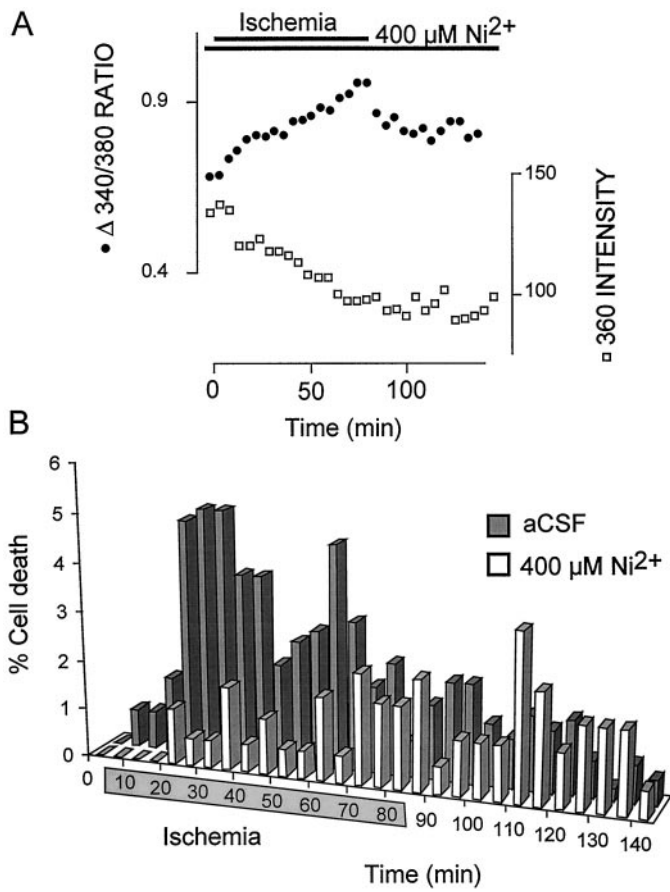 A
Ischemia
400 µM Ni2+
● Δ 340/380 RATIO
0.9
0.4
150
100
□ 360 INTENSITY
0
50
100
Time (min)
B
6
5
4
3
2
1
0
% Cell death
aCSF
400 µM Ni2+
0
10
20
30
40
50
60
70
80
90
100
110
120
130
140
Ischemia
Time (min)